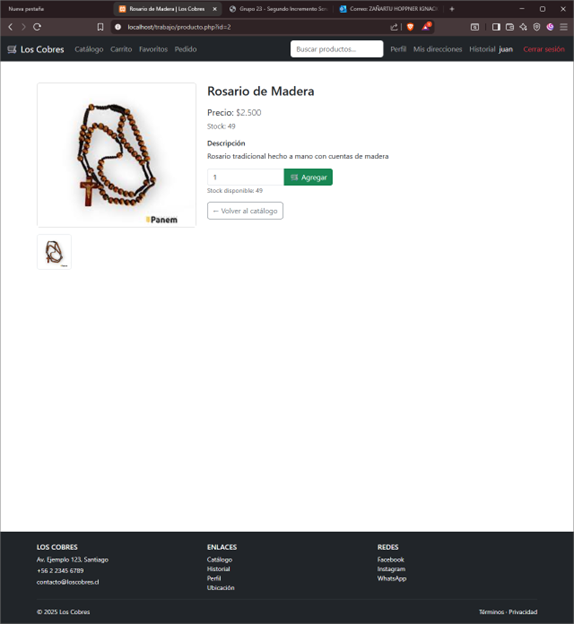 Nueva pestaña
Rosario de Madera | Los Cobres
Grupo 23 - Segundo Incremento Scr
Correo: ZAÑARTU HOPPNER IGNACI
localhost/trabajo/producto.php?id=2
Los Cobres
Catálogo
Carrito
Favoritos
Pedido
Buscar productos...
Perfil
Mis direcciones
Historial
juan
Cerrar sesión
Rosario de Madera
Precio: $2.500
Stock: 49
Descripción
Rosario tradicional hecho a mano con cuentas de madera
1
Agregar
Stock disponible: 49
← Volver al catálogo
Panem
LOS COBRES
Av. Ejemplo 123, Santiago
+56 2 2345 6789
contacto@loscobres.cl
ENLACES
Catálogo
Historial
Perfil
Ubicación
REDES
Facebook
Instagram
WhatsApp
© 2025 Los Cobres
Términos · Privacidad